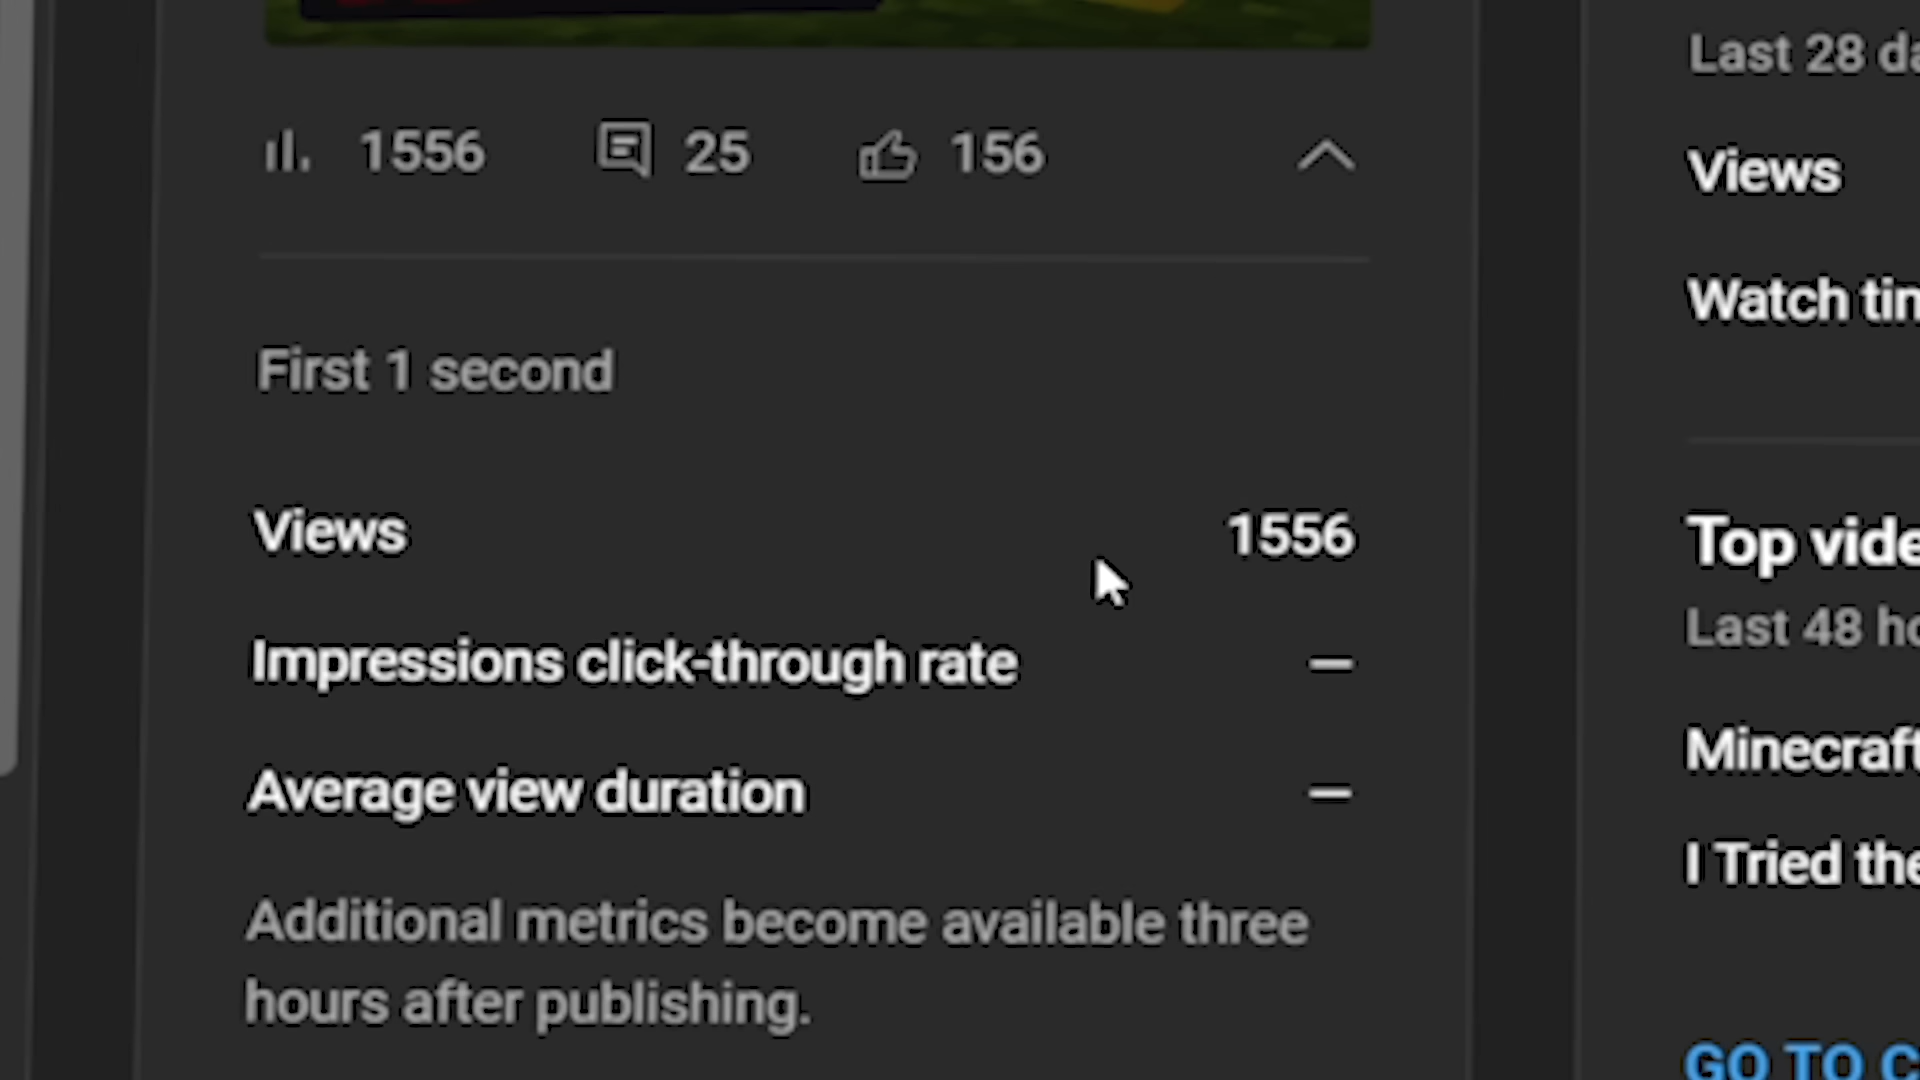 1556 25 156
First 1 second
Views 1556
Impressions click-through rate —
Average view duration —
Additional metrics become available three
hours after publishing.
Last 28
Views
Watch
Top
Last 48
Minecraft
I Tried the
GO TO